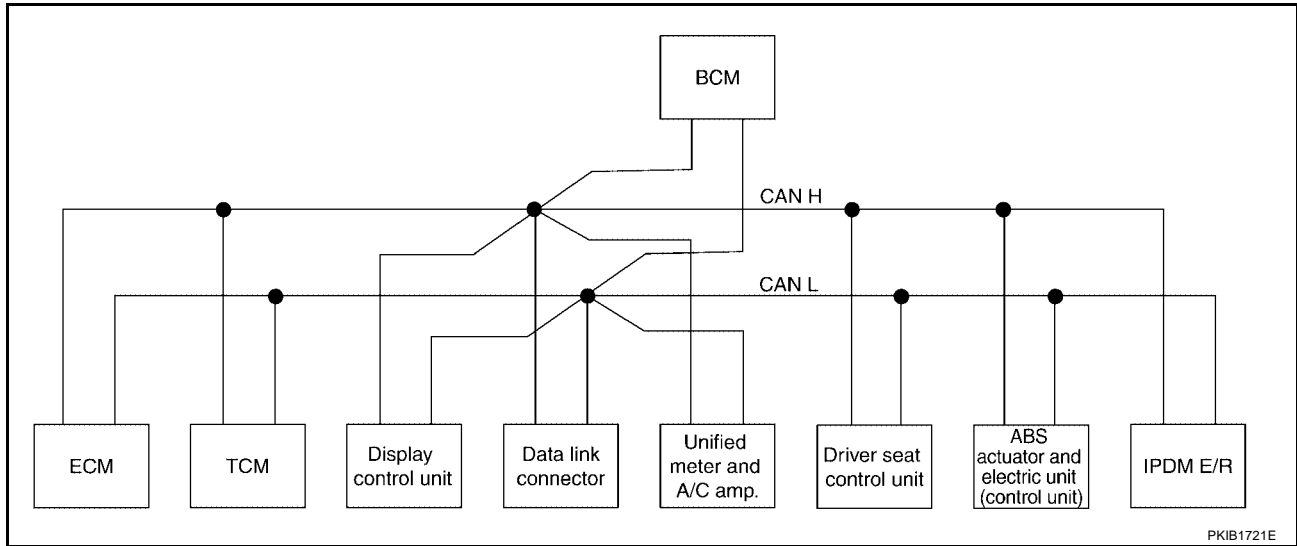 BCM
CAN H
CAN L
ECM
TCM
Display
control unit
Data link
connector
Unified
meter and
A/C amp.
Driver seat
control unit
ABS
actuator and
electric unit
(control unit)
IPDM E/R
PKIB1721E